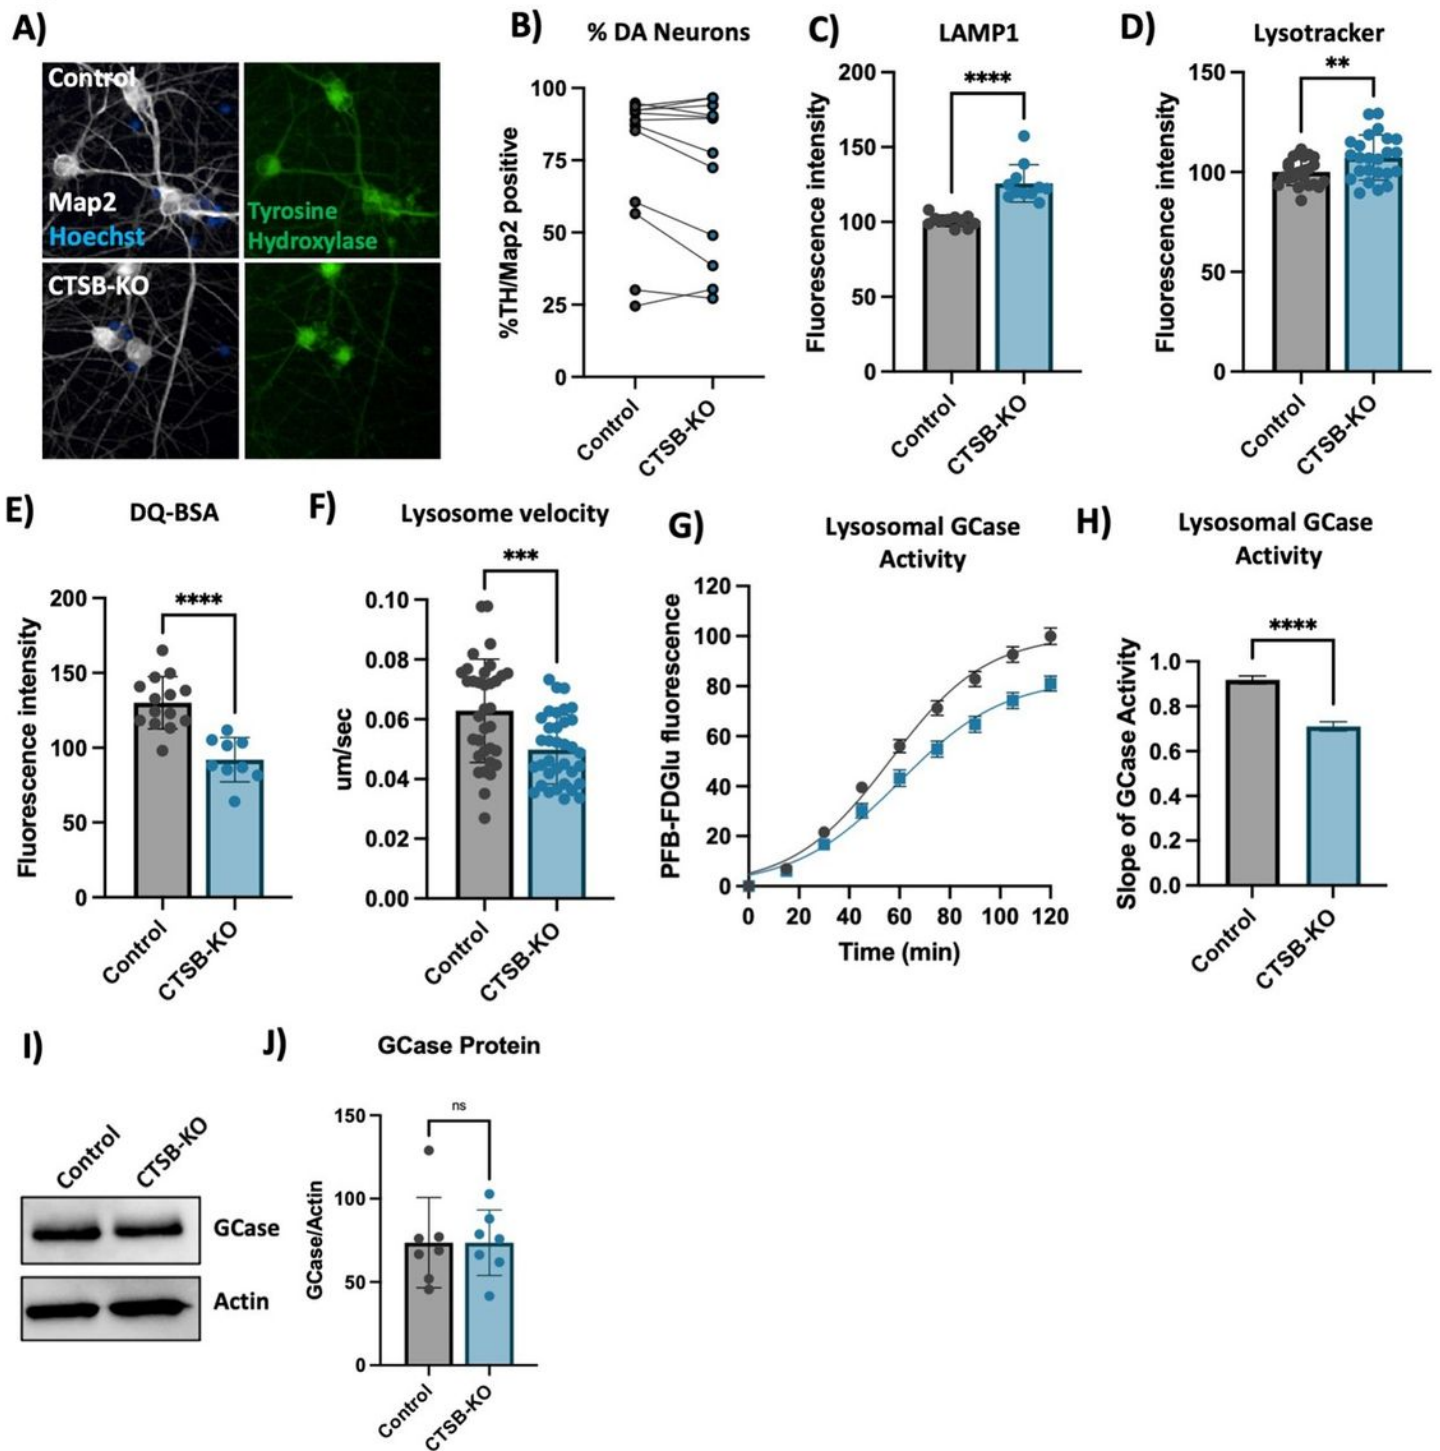 A)
Control
Map2
Hoechst
Tyrosine
Hydroxylase
CTSB-KO
B)
% DA Neurons
%TH/Map2 positive
100
75
50
25
0
Control
CTSB-KO
C)
LAMP1
Fluorescence intensity
200
150
100
50
0
****
Control
CTSB-KO
D)
Lysotracker
Fluorescence intensity
150
100
50
0
**
Control
CTSB-KO
E)
DQ-BSA
Fluorescence intensity
200
150
100
50
0
****
Control
CTSB-KO
F)
Lysosome velocity
um/sec
0.10
0.08
0.06
0.04
0.02
0.00
***
Control
CTSB-KO
G)
Lysosomal GCase
Activity
PFB-FDGlu fluorescence
120
100
80
60
40
20
0
0 20 40 60 80 100 120
Time (min)
H)
Lysosomal GCase
Activity
Slope of GCase Activity
1.0
0.8
0.6
0.4
0.2
0.0
****
Control
CTSB-KO
I)
Control
CTSB-KO
GCase
Actin
J)
GCase Protein
GCase/Actin
150
100
50
0
ns
Control
CTSB-KO